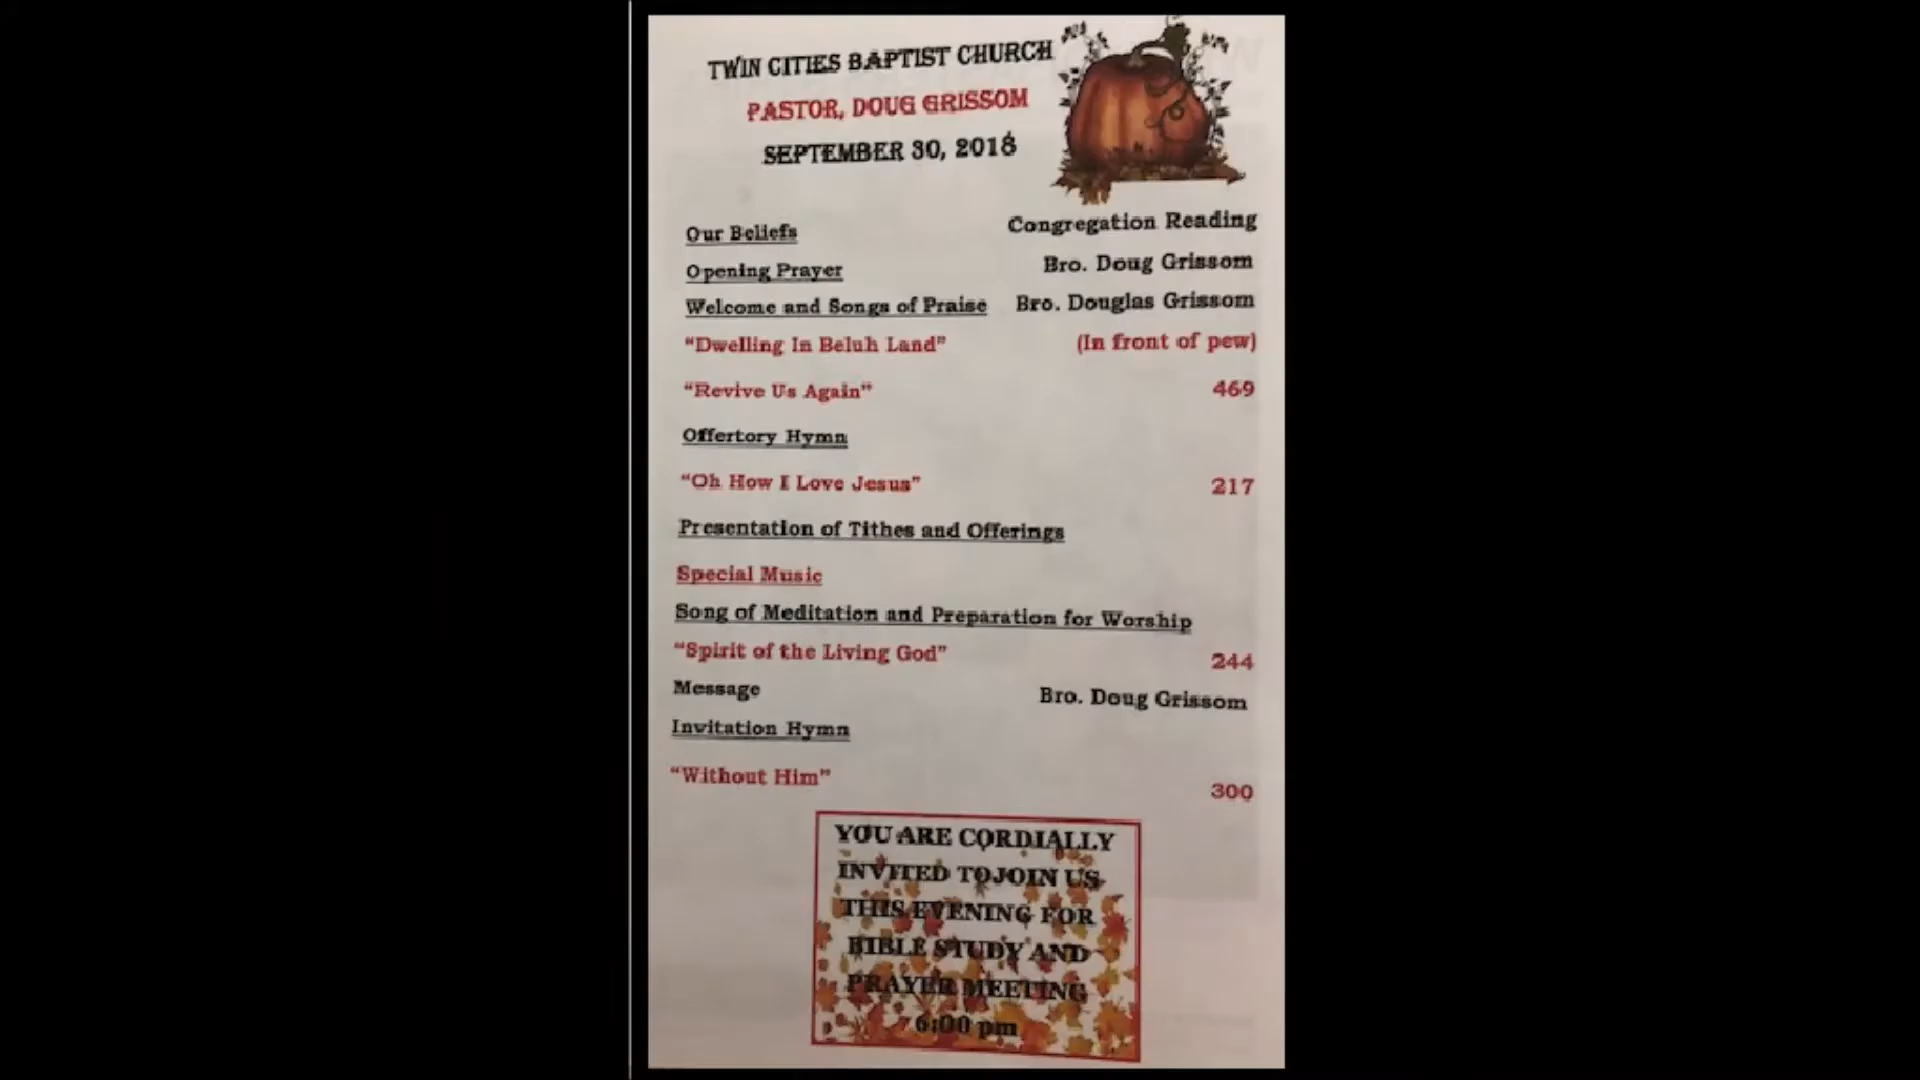 TWIN CITIES BAPTIST CHURCH
PASTOR, DOUG GRISSOM
SEPTEMBER 30, 2018
Our Beliefs Congregation Reading
Opening Prayer Bro. Doug Grissom
Welcome and Songs of Praise Bro. Douglas Grissom
“Dwelling In Beluh Land” (In front of pew)
“Revive Us Again” 469
Offertory Hymn
“Oh How I Love Jesus” 217
Presentation of Tithes and Offerings
Special Music
Song of Meditation and Preparation for Worship
“Spirit of the Living God” 244
Message Bro. Doug Grissom
Invitation Hymn
“Without Him” 300
YOU ARE CORDIALLY
INVITED TOJOIN US
THIS EVENING FOR
BIBLE STUDY AND
PRAYER MEETING
6:00 pm